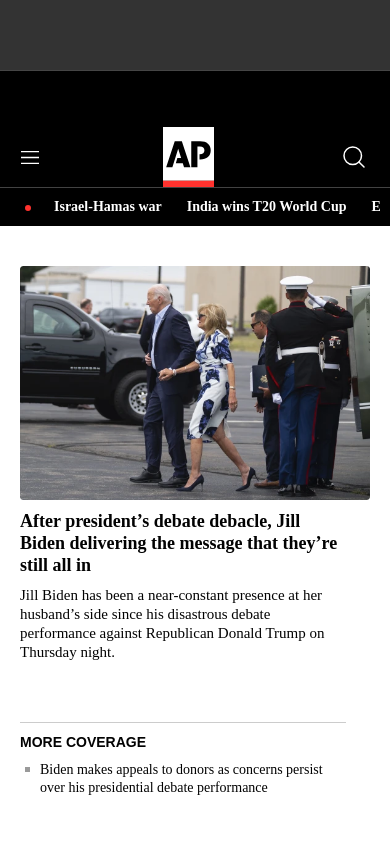 AP
Israel-Hamas war India wins T20 World Cup E
After president’s debate debacle, Jill
Biden delivering the message that they’re
still all in
Jill Biden has been a near-constant presence at her
husband’s side since his disastrous debate
performance against Republican Donald Trump on
Thursday night.
MORE COVERAGE
Biden makes appeals to donors as concerns persist
over his presidential debate performance